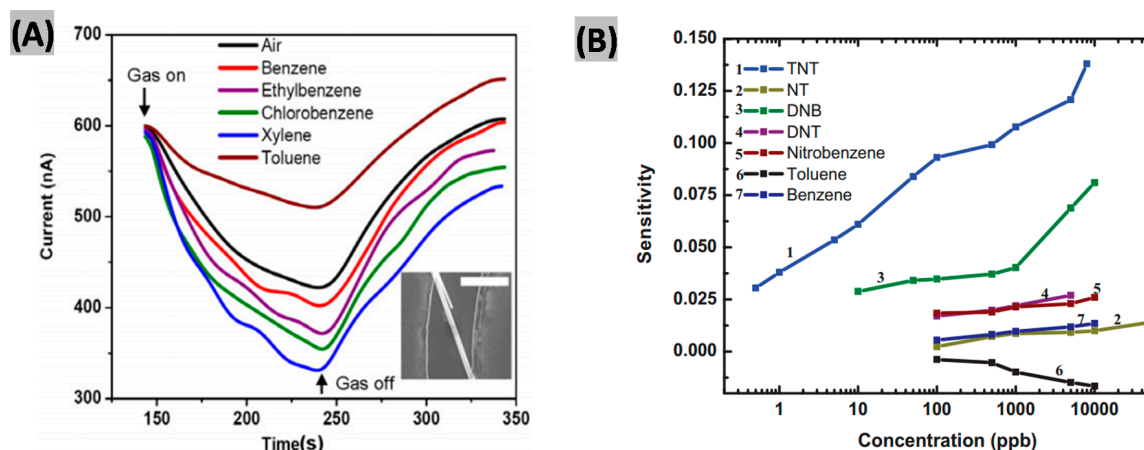 (A)
700
600
500
400
300
Current (nA)
Gas on
Air
Benzene
Ethylbenzene
Chlorobenzene
Xylene
Toluene
Gas off
150
200
250
300
350
Time(s)
(B)
0.150
0.125
0.100
0.075
0.050
0.025
0.000
Sensitivity
1 TNT
2 NT
3 DNB
4 DNT
5 Nitrobenzene
6 Toluene
7 Benzene
1
3
4
5
7
2
6
1
10
100
1000
10000
Concentration (ppb)